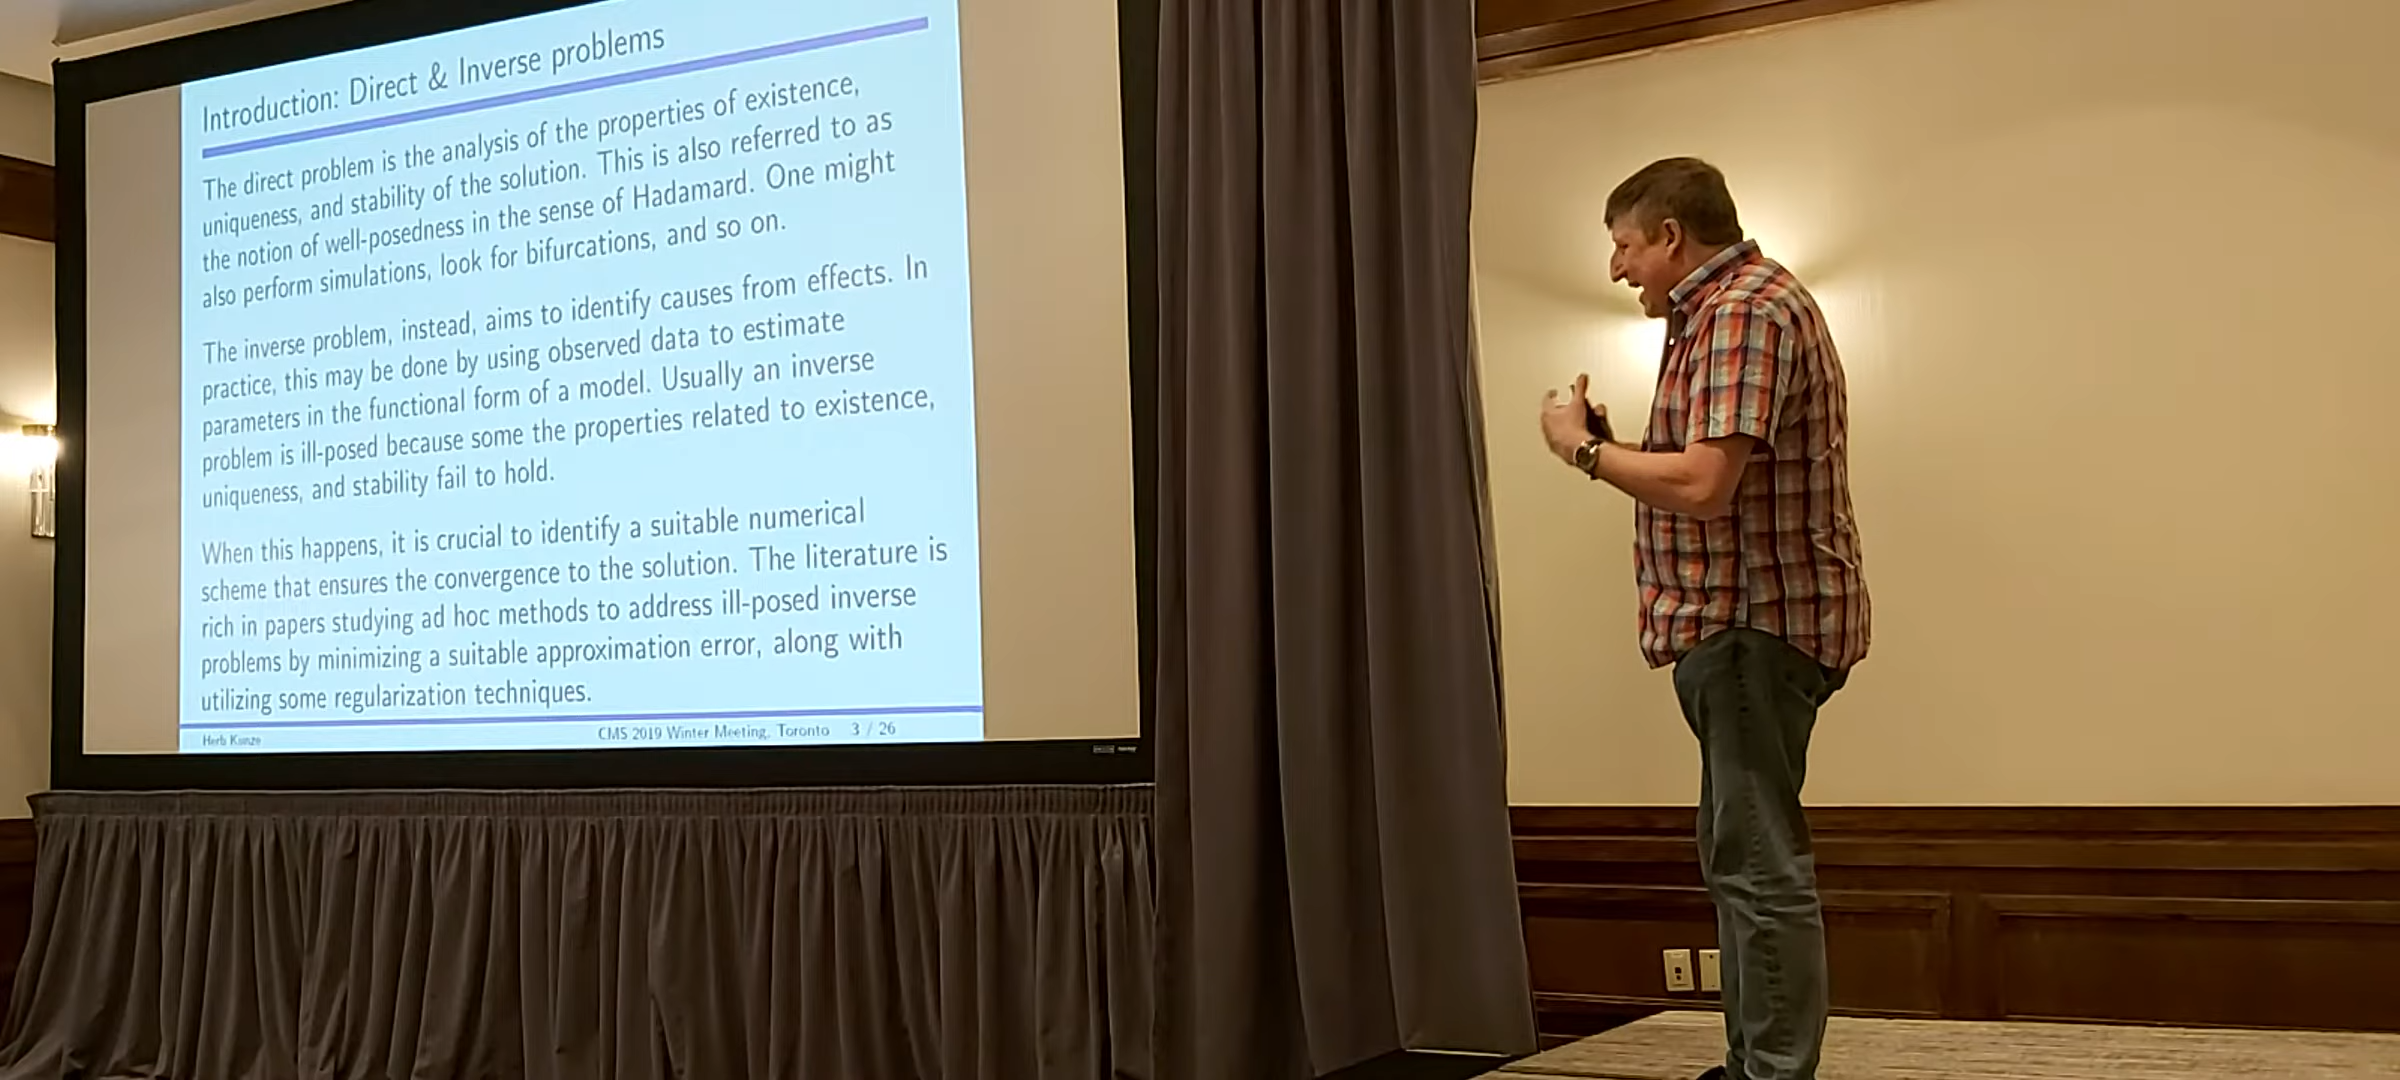 Introduction: Direct & Inverse problems
The direct problem is the analysis of the properties of existence,
uniqueness, and stability of the solution. This is also referred to as
the notion of well-posedness in the sense of Hadamard. One might
also perform simulations, look for bifurcations, and so on.
The inverse problem, instead, aims to identify causes from effects. In
practice, this may be done by using observed data to estimate
parameters in the functional form of a model. Usually an inverse
problem is ill-posed because some the properties related to existence,
uniqueness, and stability fail to hold.
When this happens, it is crucial to identify a suitable numerical
scheme that ensures the convergence to the solution. The literature is
rich in papers studying ad hoc methods to address ill-posed inverse
problems by minimizing a suitable approximation error, along with
utilizing some regularization techniques.
Herb Kunze CMS 2019 Winter Meeting, Toronto 3 / 26